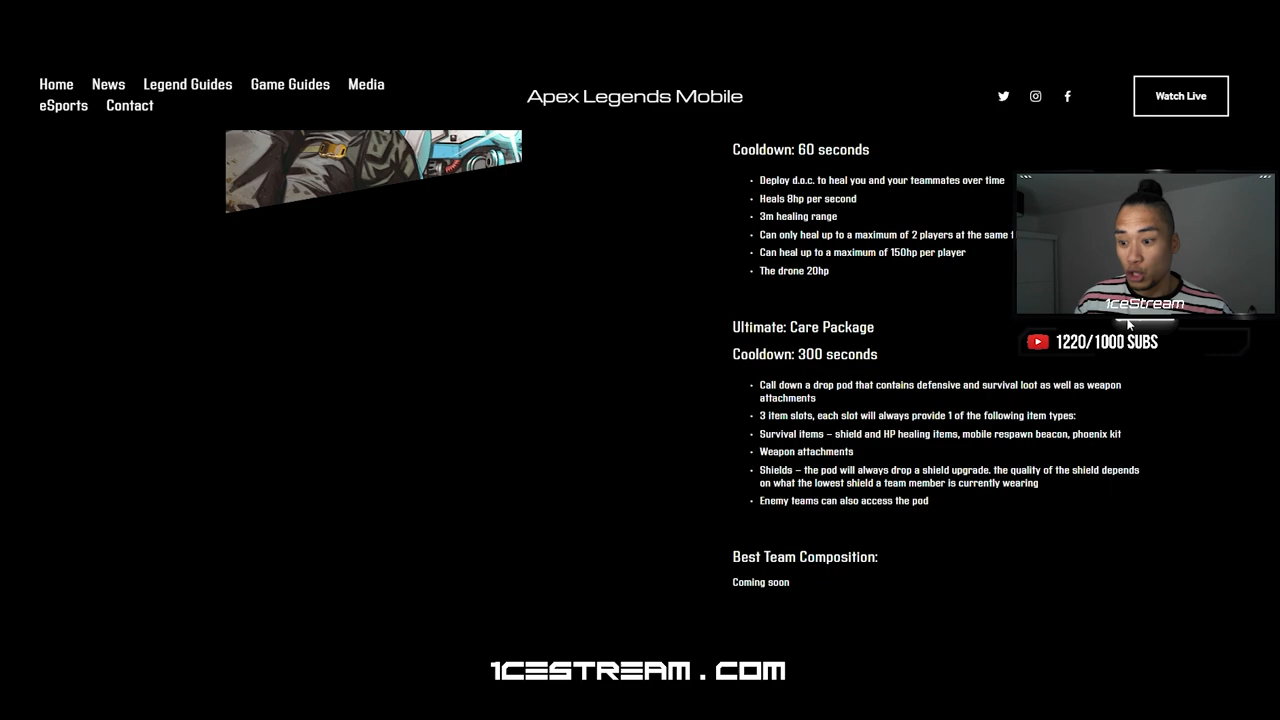 Home News Legend Guides Game Guides Media
eSports Contact
Apex Legends Mobile
Watch Live
Cooldown: 60 seconds
• Deploy d.o.c. to heal you and your teammates over time
• Heals 8hp per second
• 3m healing range
• Can only heal up to a maximum of 2 players at the same
• Can heal up to a maximum of 150hp per player
• The drone 20hp
1ceStream
1220/1000 SUBS
Ultimate: Care Package
Cooldown: 300 seconds
• Call down a drop pod that contains defensive and survival loot as well as weapon
attachments
• 3 item slots, each slot will always provide 1 of the following item types:
• Survival items – shield and HP healing items, mobile respawn beacon, phoenix kit
• Weapon attachments
• Shields – the pod will always drop a shield upgrade. the quality of the shield depends
on what the lowest shield a team member is currently wearing
• Enemy teams can also access the pod
Best Team Composition:
Coming soon
1CESTREAM.COM